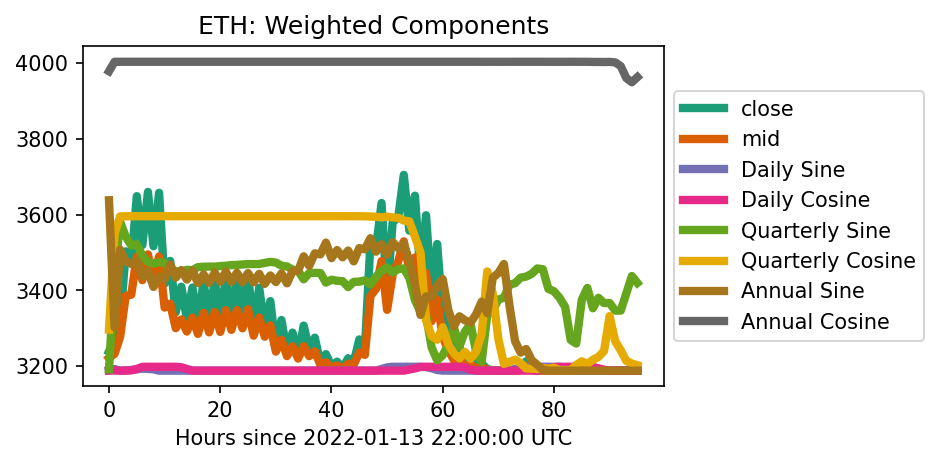 ETH: Weighted Components
4000
3800
3600
3400
3200
0 20 40 60 80
Hours since 2022-01-13 22:00:00 UTC
close
mid
Daily Sine
Daily Cosine
Quarterly Sine
Quarterly Cosine
Annual Sine
Annual Cosine